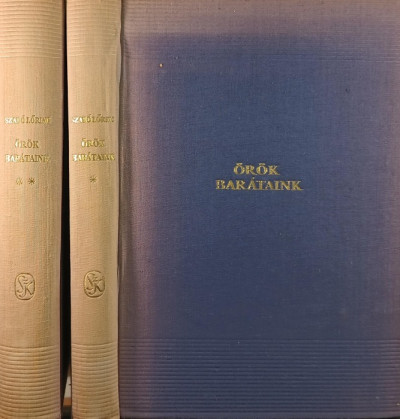 SZABÓ LŐRINC
ÖRÖK
BARÁTAINK
* *
SZABÓ LŐRINC
ÖRÖK
BARÁTAINK
*
ÖRÖK
BARÁTAINK